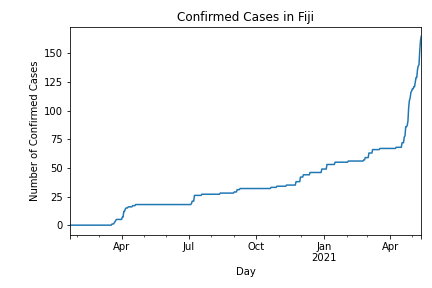 Confirmed Cases in Fiji
Number of Confirmed Cases
150
125
100
75
50
25
0
Apr
Jul
Oct
Jan
2021
Apr
Day